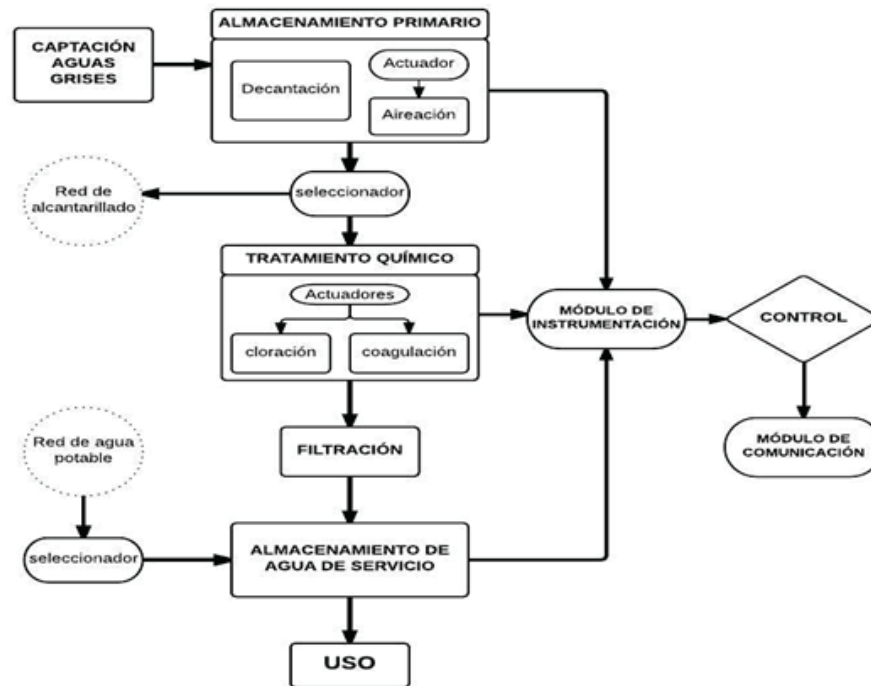 ALMACENAMIENTO PRIMARIO
CAPTACIÓN
AGUAS
GRISES
Decantación
Actuador
Aireación
Red de
alcantarillado
seleccionador
TRATAMIENTO QUÍMICO
Actuadores
cloración
coagulación
MÓDULO DE
INSTRUMENTACIÓN
CONTROL
MÓDULO DE
COMUNICACIÓN
FILTRACIÓN
Red de agua
potable
seleccionador
ALMACENAMIENTO DE
AGUA DE SERVICIO
USO